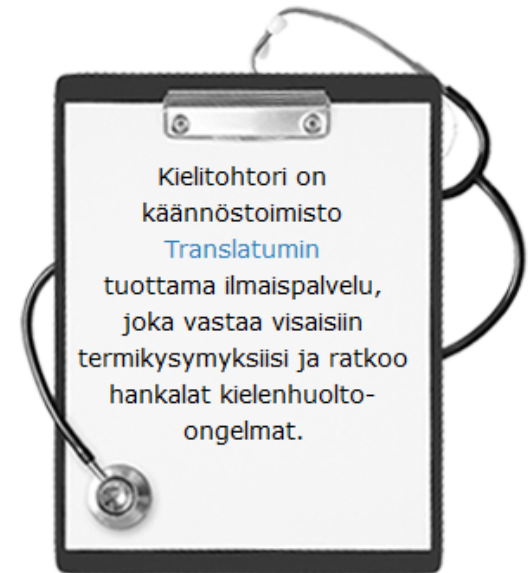 Kielitohtori on
käännöstoimisto
Translatumin
tuottama ilmaispalvelu,
joka vastaa visaisiin
termikysymyksiisi ja ratkoo
hankalat kielenhuolto-
ongelmat.